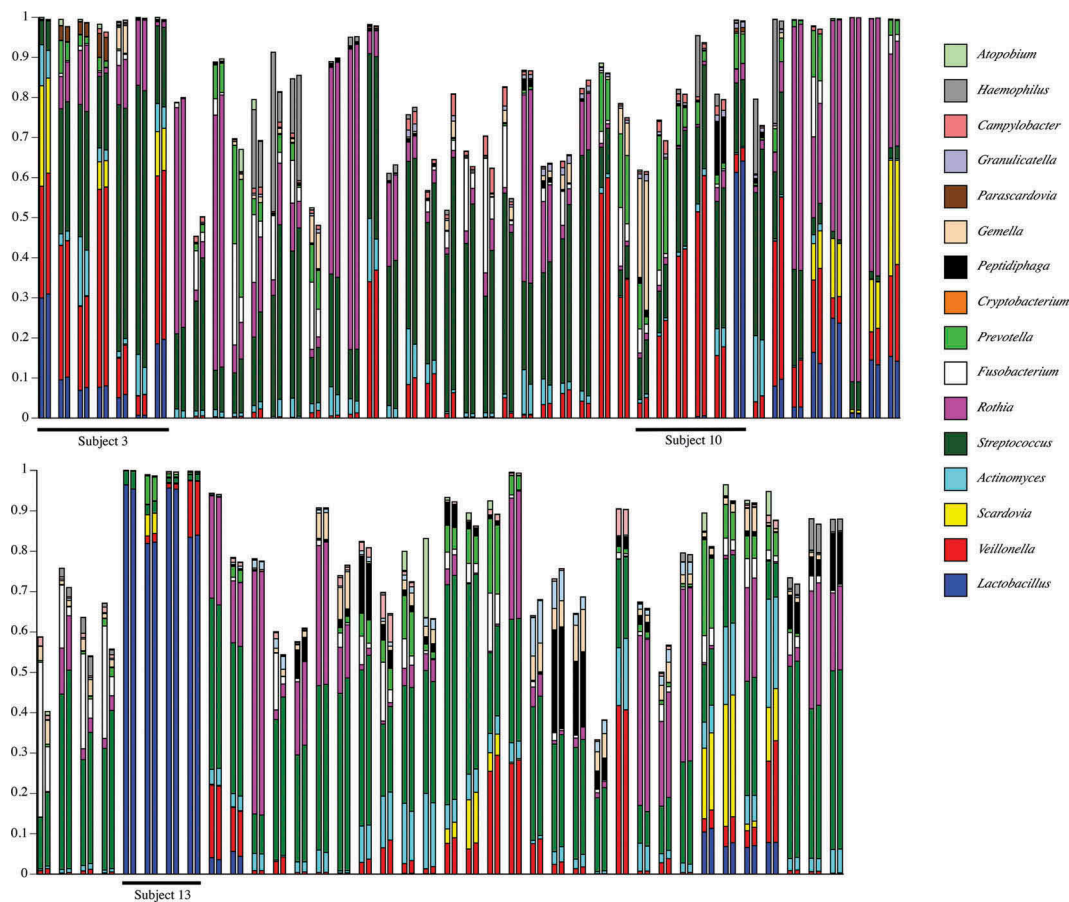 1
0.9
0.8
0.7
0.6
0.5
0.4
0.3
0.2
0.1
0
Subject 3
Subject 10
Atopobium
Haemophilus
Campylobacter
Granulicatella
Parascardovia
Gemella
Peptidiphaga
Cryptobacterium
Prevotella
Fusobacterium
Rothia
Streptococcus
Actinomyces
Scardovia
Veillonella
Lactobacillus
1
0.9
0.8
0.7
0.6
0.5
0.4
0.3
0.2
0.1
0
Subject 13